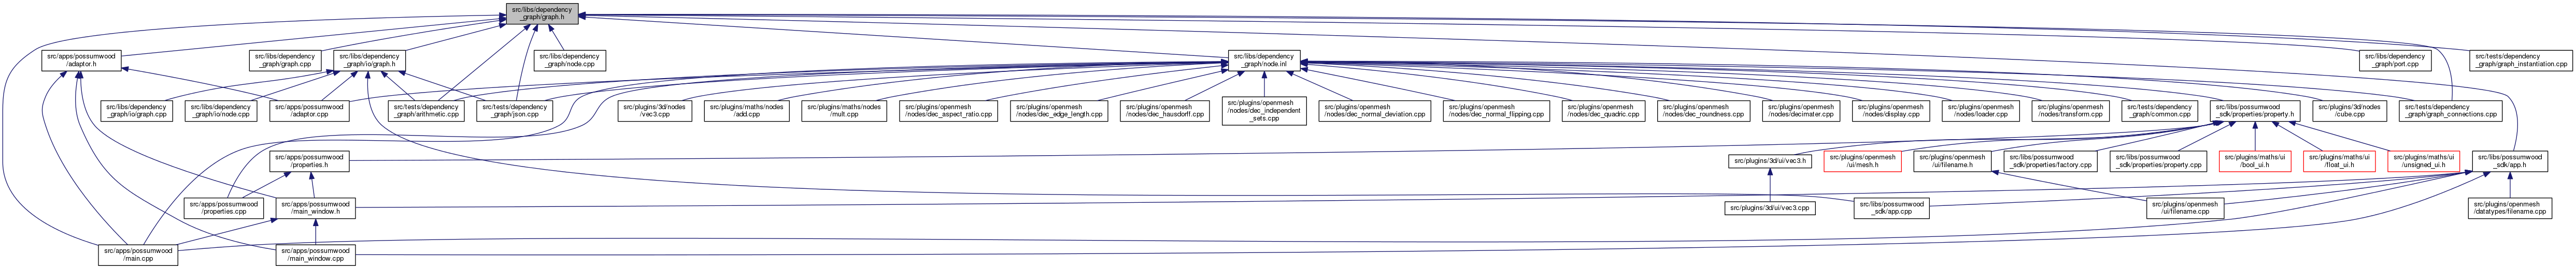 src/libs/dependency
_graph/graph.h
src/apps/possumwood
/adaptor.h
src/libs/dependency
_graph/graph.cpp
src/libs/dependency
_graph/io/graph.h
src/libs/dependency
_graph/node.cpp
src/libs/dependency
_graph/node.inl
src/libs/dependency
_graph/port.cpp
src/tests/dependency
_graph/graph_instantiation.cpp
src/libs/dependency
_graph/io/graph.cpp
src/libs/dependency
_graph/io/node.cpp
src/apps/possumwood
/adaptor.cpp
src/tests/dependency
_graph/arithmetic.cpp
src/tests/dependency
_graph/json.cpp
src/plugins/3d/nodes
/vec3.cpp
src/plugins/maths/nodes
/add.cpp
src/plugins/maths/nodes
/mult.cpp
src/plugins/openmesh
/nodes/dec_aspect_ratio.cpp
src/plugins/openmesh
/nodes/dec_edge_length.cpp
src/plugins/openmesh
/nodes/dec_hausdorff.cpp
src/plugins/openmesh
/nodes/dec_independent
_sets.cpp
src/plugins/openmesh
/nodes/dec_normal_deviation.cpp
src/plugins/openmesh
/nodes/dec_normal_flipping.cpp
src/plugins/openmesh
/nodes/dec_quadric.cpp
src/plugins/openmesh
/nodes/dec_roundness.cpp
src/plugins/openmesh
/nodes/decimater.cpp
src/plugins/openmesh
/nodes/display.cpp
src/plugins/openmesh
/nodes/loader.cpp
src/plugins/openmesh
/nodes/transform.cpp
src/tests/dependency
_graph/common.cpp
src/libs/possumwood
_sdk/properties/property.h
src/plugins/3d/nodes
/cube.cpp
src/tests/dependency
_graph/graph_connections.cpp
src/apps/possumwood
/properties.h
src/plugins/3d/ui/vec3.h
src/plugins/openmesh
/ui/mesh.h
src/plugins/openmesh
/ui/filename.h
src/libs/possumwood
_sdk/properties/factory.cpp
src/libs/possumwood
_sdk/properties/property.cpp
src/plugins/maths/ui
/bool_ui.h
src/plugins/maths/ui
/float_ui.h
src/plugins/maths/ui
/unsigned_ui.h
src/libs/possumwood
_sdk/app.h
src/apps/possumwood
/properties.cpp
src/apps/possumwood
/main_window.h
src/plugins/3d/ui/vec3.cpp
src/libs/possumwood
_sdk/app.cpp
src/plugins/openmesh
/ui/filename.cpp
src/plugins/openmesh
/datatypes/filename.cpp
src/apps/possumwood
/main.cpp
src/apps/possumwood
/main_window.cpp